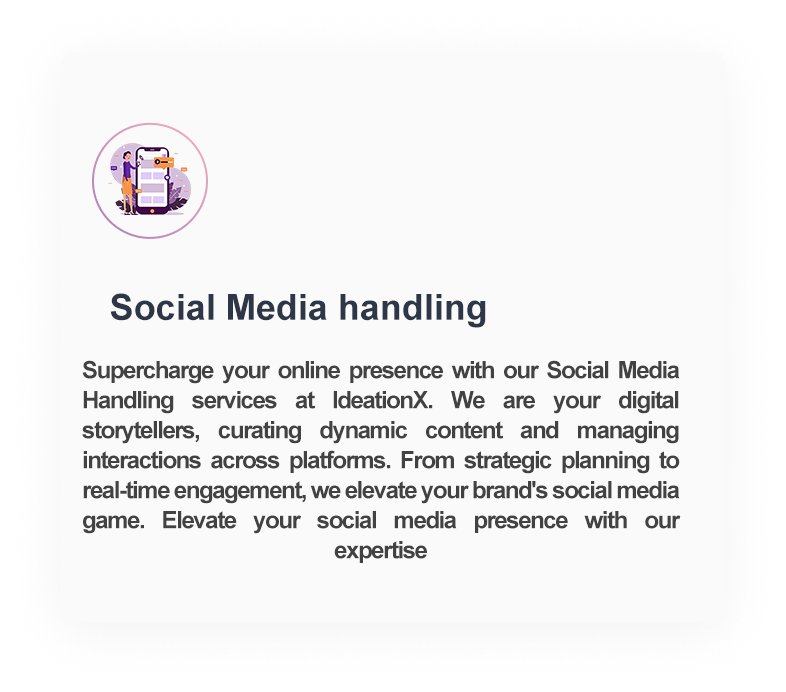 Social Media handling
Supercharge your online presence with our Social Media
Handling services at IdeationX. We are your digital
storytellers, curating dynamic content and managing
interactions across platforms. From strategic planning to
real-time engagement, we elevate your brand's social media
game. Elevate your social media presence with our
expertise